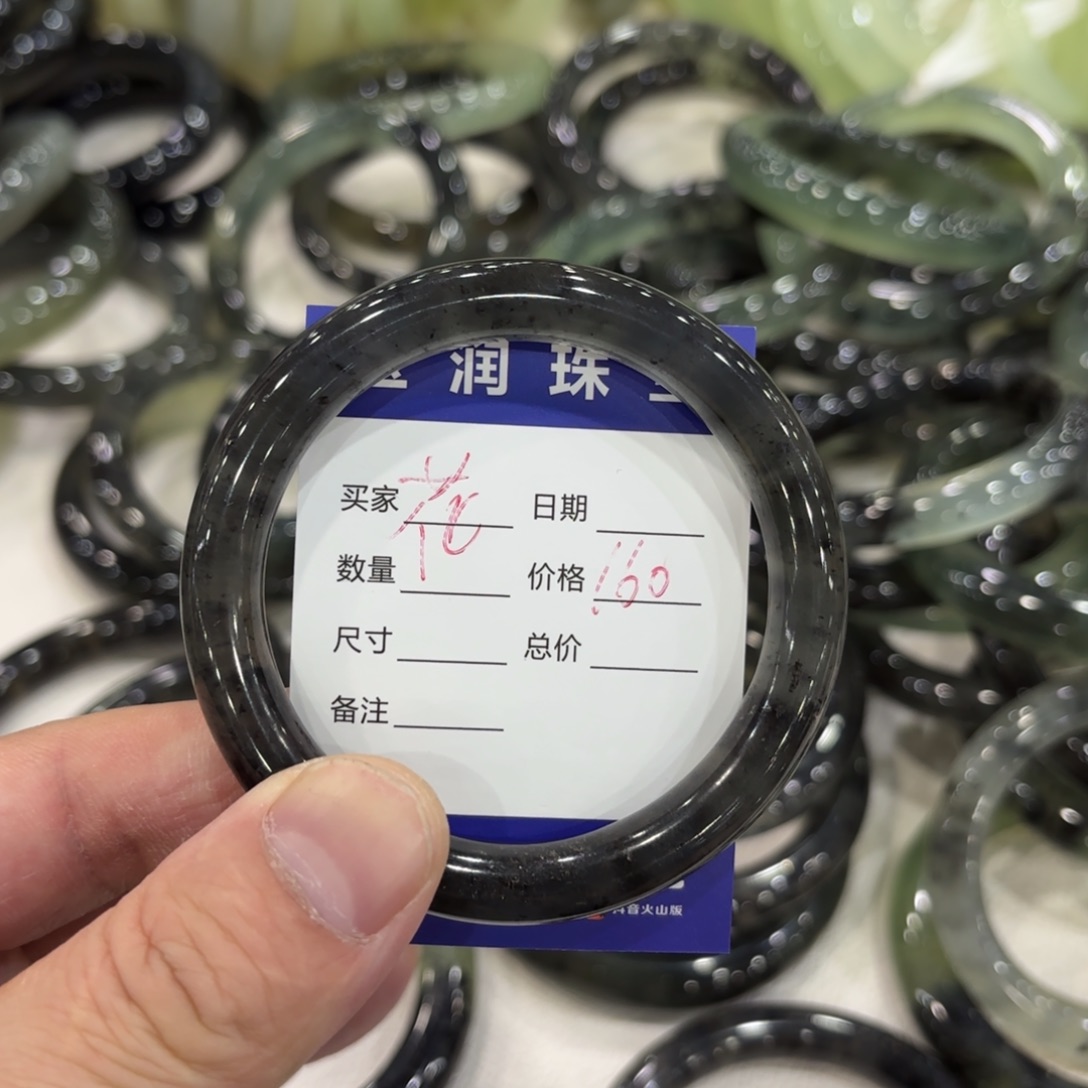 润珠
买家 花 日期
数量 价格 160
尺寸 总价
备注
抖音火山版